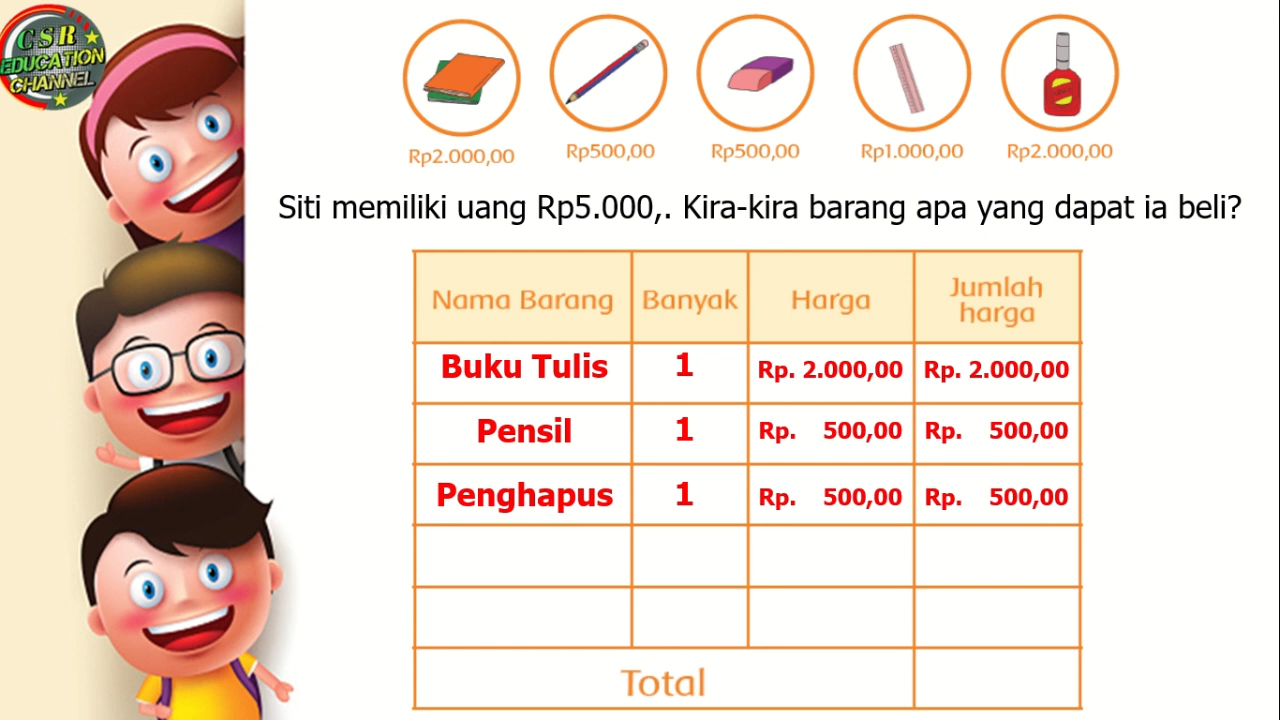 CSR
EDUCATION
CHANNEL
Rp2.000,00 Rp500,00 Rp500,00 Rp1.000,00 Rp2.000,00
Siti memiliki uang Rp5.000,. Kira-kira barang apa yang dapat ia beli?
Nama Barang Banyak Harga Jumlah harga
Buku Tulis 1 Rp. 2.000,00 Rp. 2.000,00
Pensil 1 Rp. 500,00 Rp. 500,00
Penghapus 1 Rp. 500,00 Rp. 500,00
Total